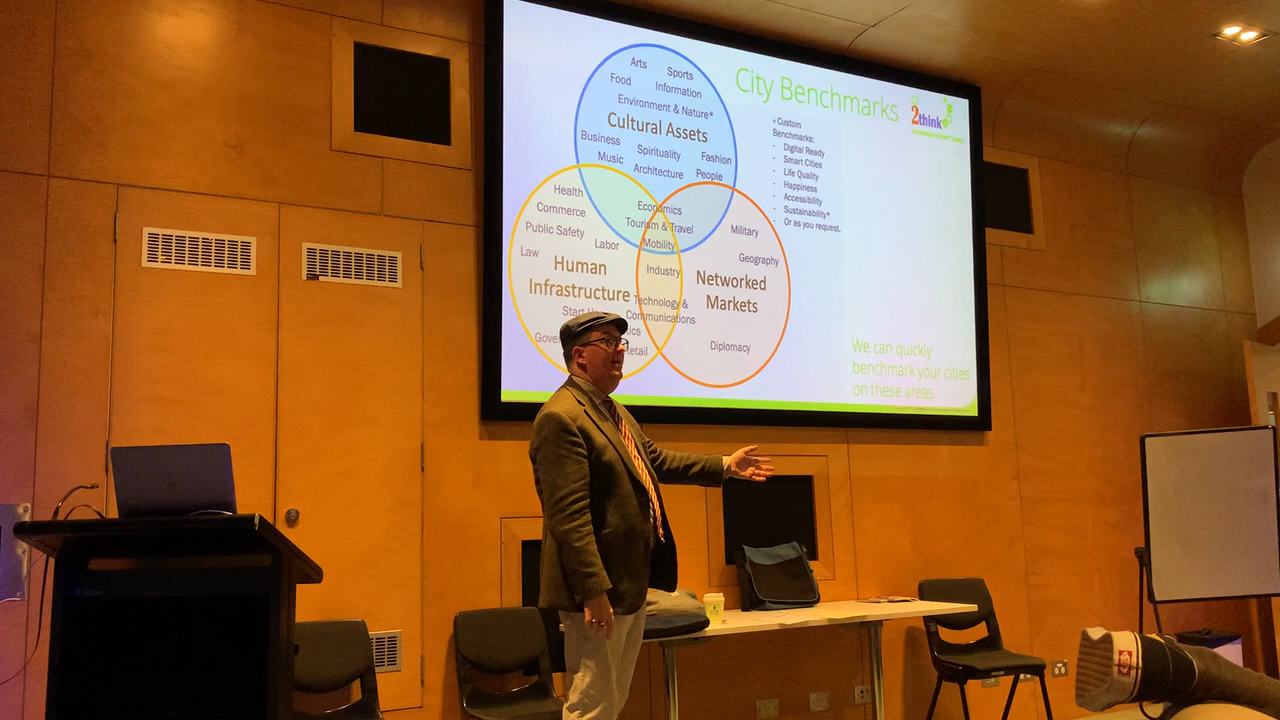 City Benchmarks
2think
Arts
Sports
Food
Information
Environment & Nature*
Cultural Assets
Business
Spirituality
Fashion
Music
Architecture
People
+ Custom
Benchmarks:
- Digital Ready
- Smart Cities
- Life Quality
- Happiness
- Accessibility
- Sustainability*
- Or as you request.
Health
Commerce
Public Safety
Labor
Law
Human
Infrastructure
Economics
Tourism & Travel
Mobility
Industry
Technology &
Communications
Military
Geography
Networked
Markets
Diplomacy
We can quickly
benchmark your cities
on these areas